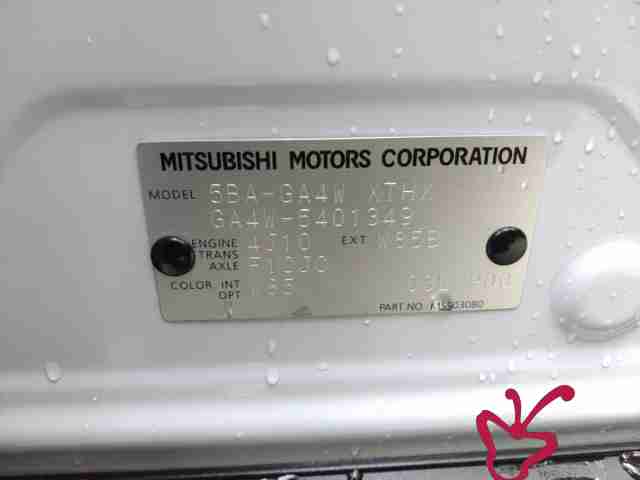 MITSUBISHI MOTORS CORPORATION
MODEL 5BA-GA4W XTHX
GA4W-5401349
ENGINE 4J10 EXT W85B
TRANS
AXLE F1CJC
COLOR INT
OPT
PART NO